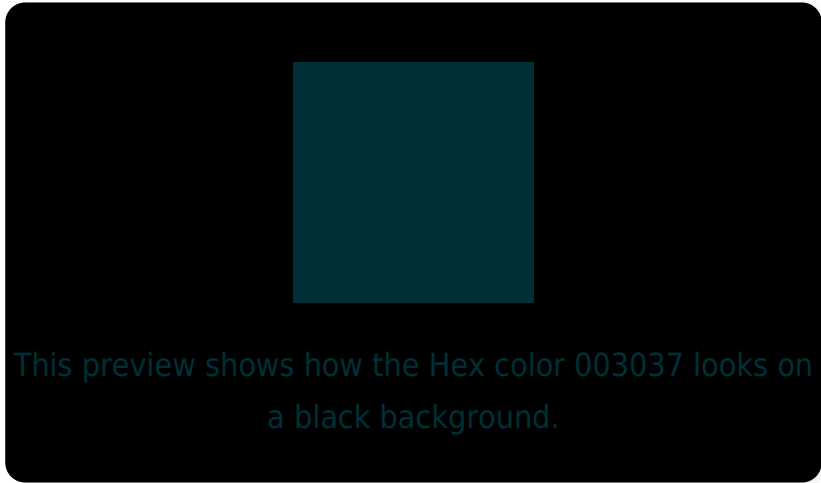 This preview shows how the Hex color 003037 looks on
a black background.